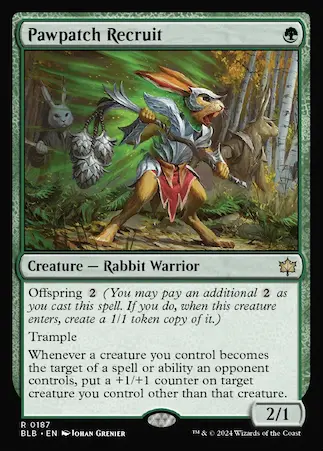 Pawpatch Recruit
Creature — Rabbit Warrior
Offspring 2 (You may pay an additional 2 as
you cast this spell. If you do, when this creature
enters, create a 1/1 token copy of it.)
Trample
Whenever a creature you control becomes
the target of a spell or ability an opponent
controls, put a +1/+1 counter on target
creature you control other than that creature.
2/1
R 0187
BLB • EN Johan Grenier
™ & © 2024 Wizards of the Coast